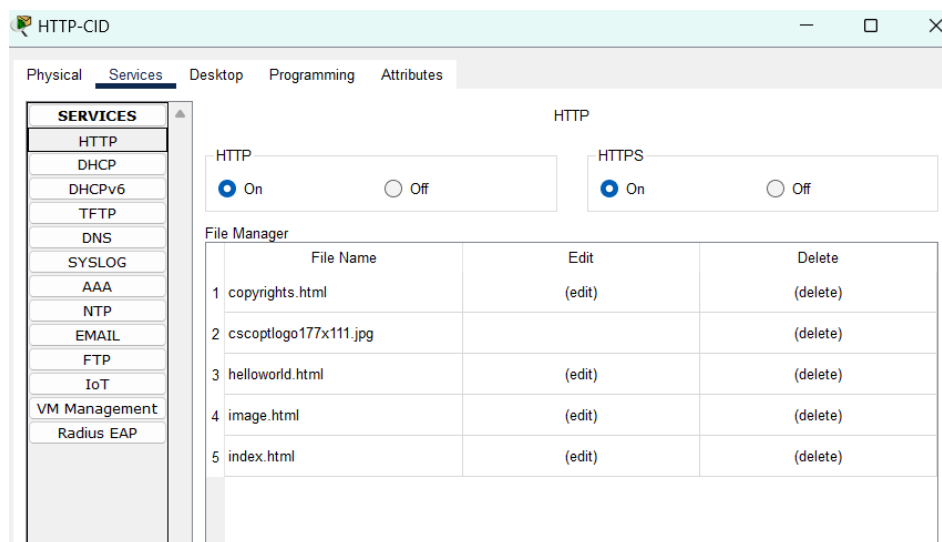 HTTP-CID
Physical Services Desktop Programming Attributes
SERVICES
HTTP
DHCP
DHCPv6
TFTP
DNS
SYSLOG
AAA
NTP
EMAIL
FTP
IoT
VM Management
Radius EAP
HTTP
HTTP
On Off
HTTPS
On Off
File Manager
File Name Edit Delete
1 copyrights.html (edit) (delete)
2 cscoptlogo177x111.jpg (delete)
3 helloworld.html (edit) (delete)
4 image.html (edit) (delete)
5 index.html (edit) (delete)